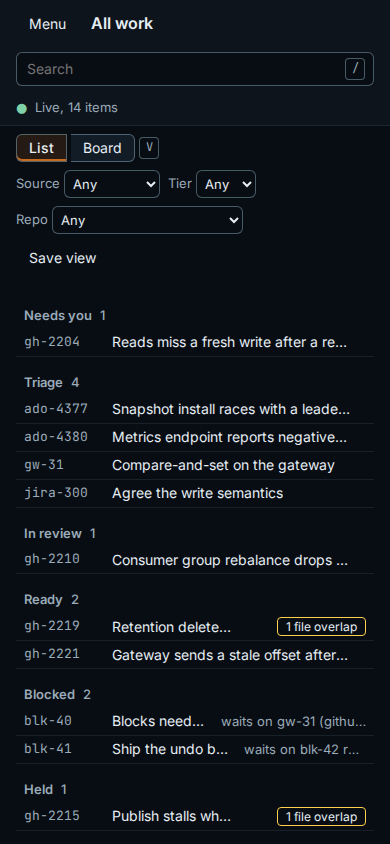 Menu All work
Search /
Live, 14 items
List Board V
Source Any Tier Any
Repo Any
Save view
Needs you 1
gh-2204 Reads miss a fresh write after a re...
Triage 4
ado-4377 Snapshot install races with a leade...
ado-4380 Metrics endpoint reports negative...
gw-31 Compare-and-set on the gateway
jira-300 Agree the write semantics
In review 1
gh-2210 Consumer group rebalance drops ...
Ready 2
gh-2219 Retention delete... 1 file overlap
gh-2221 Gateway sends a stale offset after...
Blocked 2
blk-40 Blocks need... waits on gw-31 (githu...
blk-41 Ship the undo b... waits on blk-42 r...
Held 1
gh-2215 Publish stalls wh... 1 file overlap